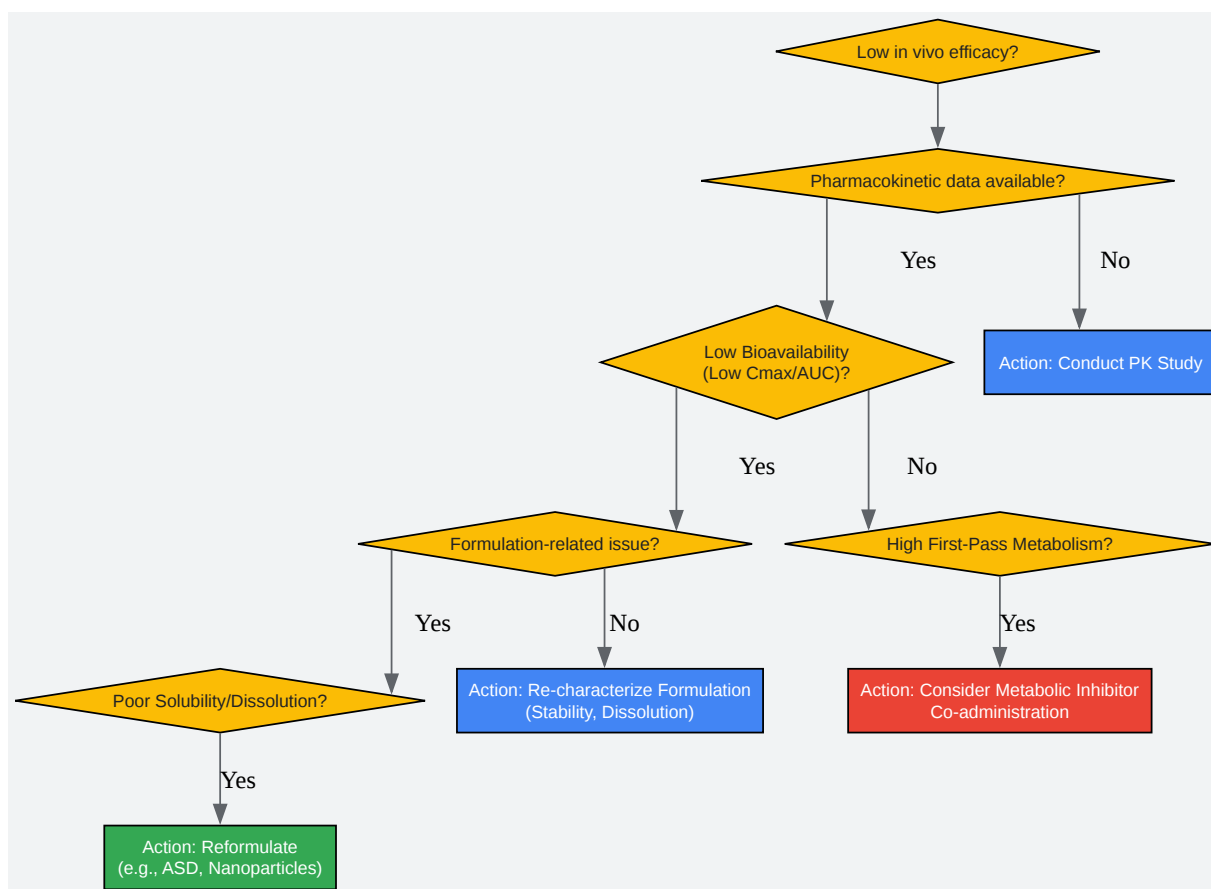 Low in vivo efficacy?
Pharmacokinetic data available?
Yes
No
Low Bioavailability
(Low Cmax/AUC)?
Action: Conduct PK Study
Yes
No
Formulation-related issue?
High First-Pass Metabolism?
Yes
No
Yes
Poor Solubility/Dissolution?
Action: Re-characterize Formulation
(Stability, Dissolution)
Action: Consider Metabolic Inhibitor
Co-administration
Yes
Action: Reformulate
(e.g., ASD, Nanoparticles)